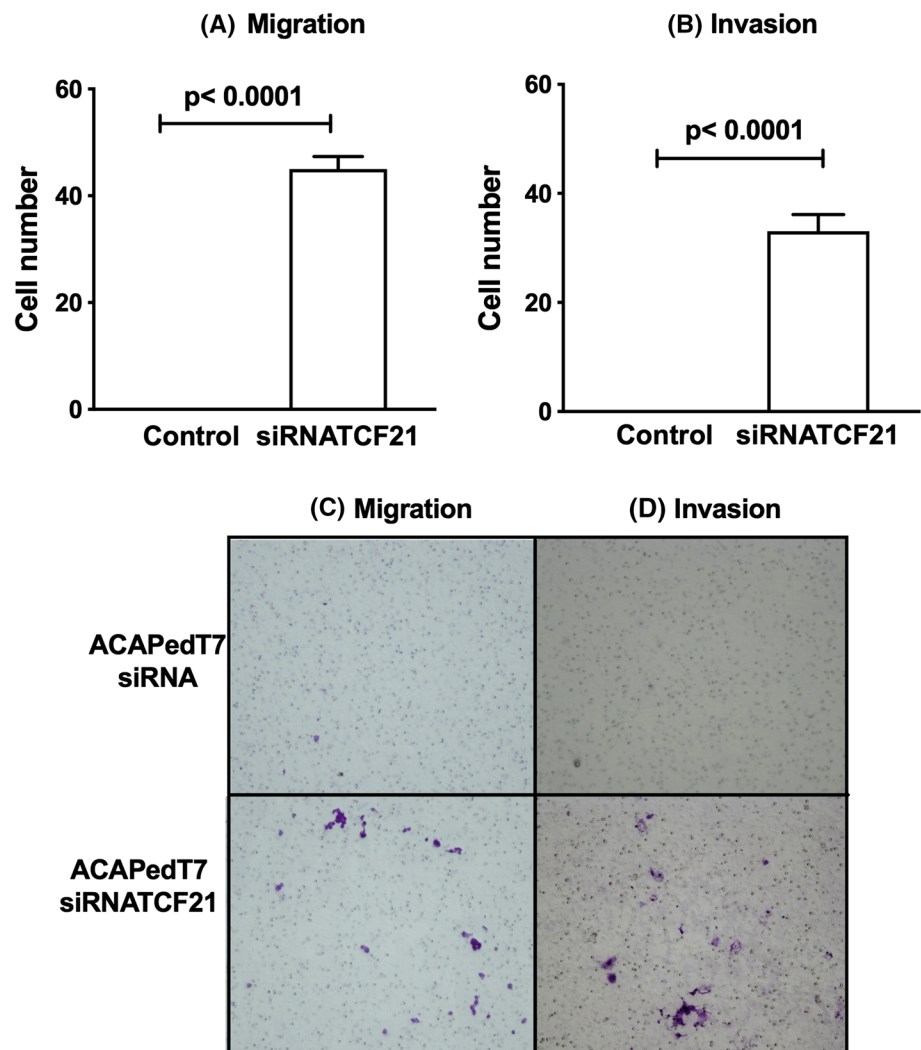 (A) Migration
60
p< 0.0001
40
Cell number
20
0
Control siRNATCF21
(B) Invasion
60
p< 0.0001
40
Cell number
20
0
Control siRNATCF21
(C) Migration
(D) Invasion
ACAPedT7
siRNA
ACAPedT7
siRNATCF21